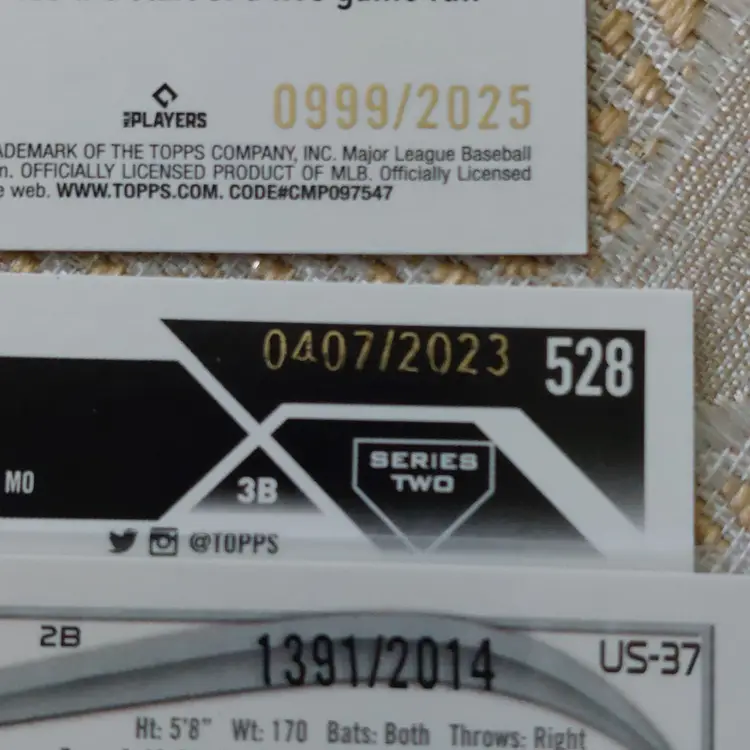 0999/2025
PLAYERS
ADEMARK OF THE TOPPS COMPANY, INC. Major League Baseball
n. OFFICIALLY LICENSED PRODUCT OF MLB. Officially Licensed
e web. WWW.TOPPS.COM. CODE#CMP097547
0407/2023 528
SERIES
TWO
MO
3B
@TOPPS
2B
1391/2014
US-37
Ht: 5'8" Wt: 170 Bats: Both Throws: Right